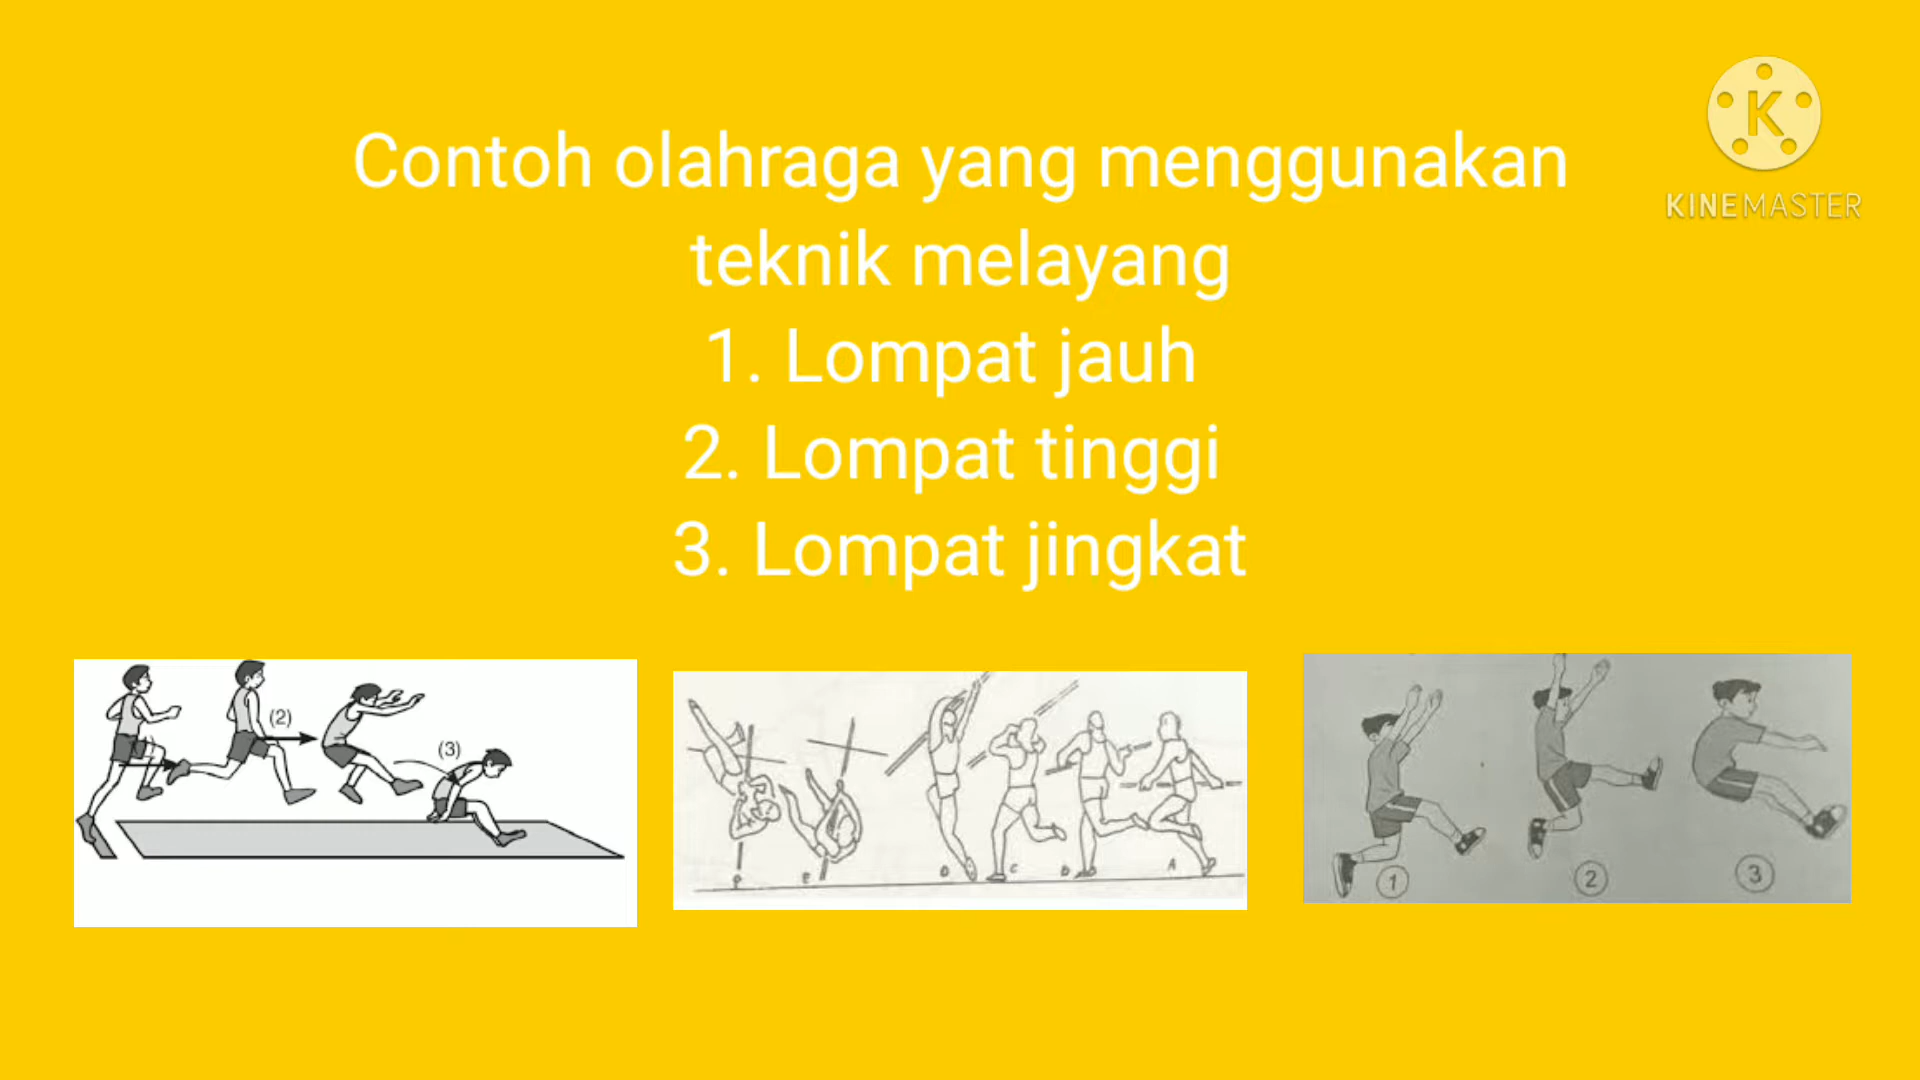 Contoh olahraga yang menggunakan
teknik melayang
1. Lompat jauh
2. Lompat tinggi
3. Lompat jingkat
K
KINEMASTER
(2)
(3)
D
C
A
1
2
3